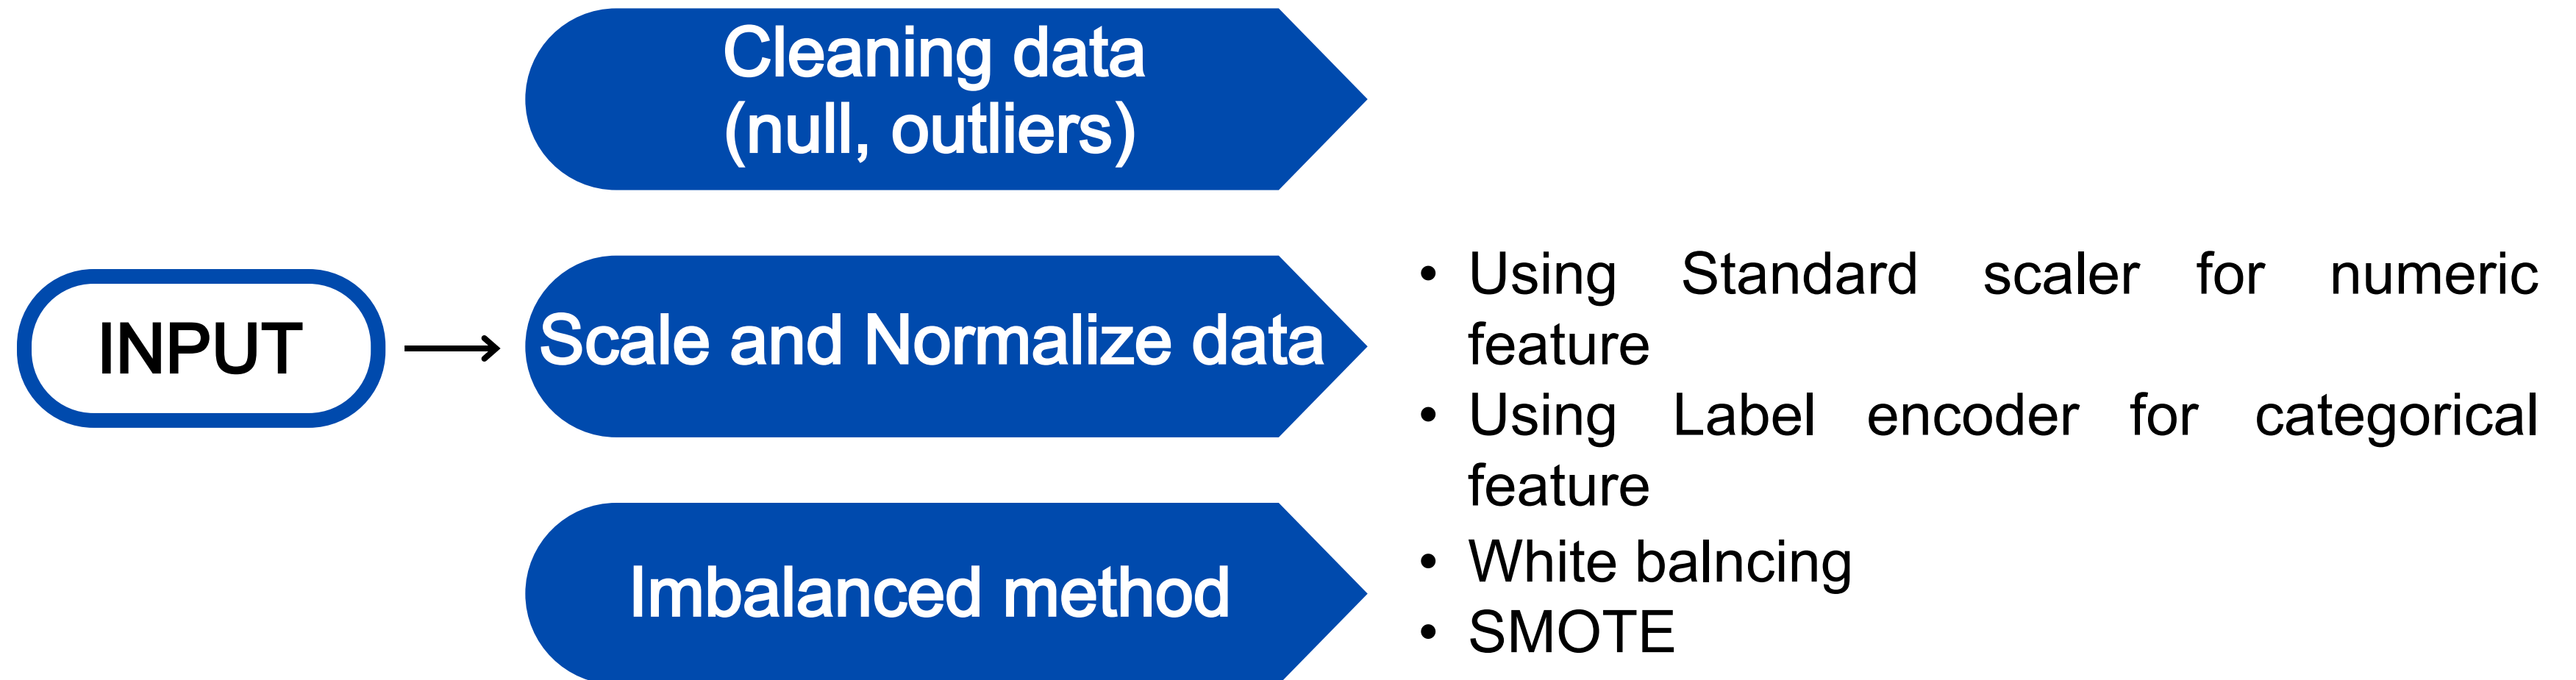 Cleaning data
(null, outliers)
INPUT
Scale and Normalize data
• Using Standard scaler for numeric
feature
• Using Label encoder for categorical
feature
Imbalanced method
• White balncing
• SMOTE